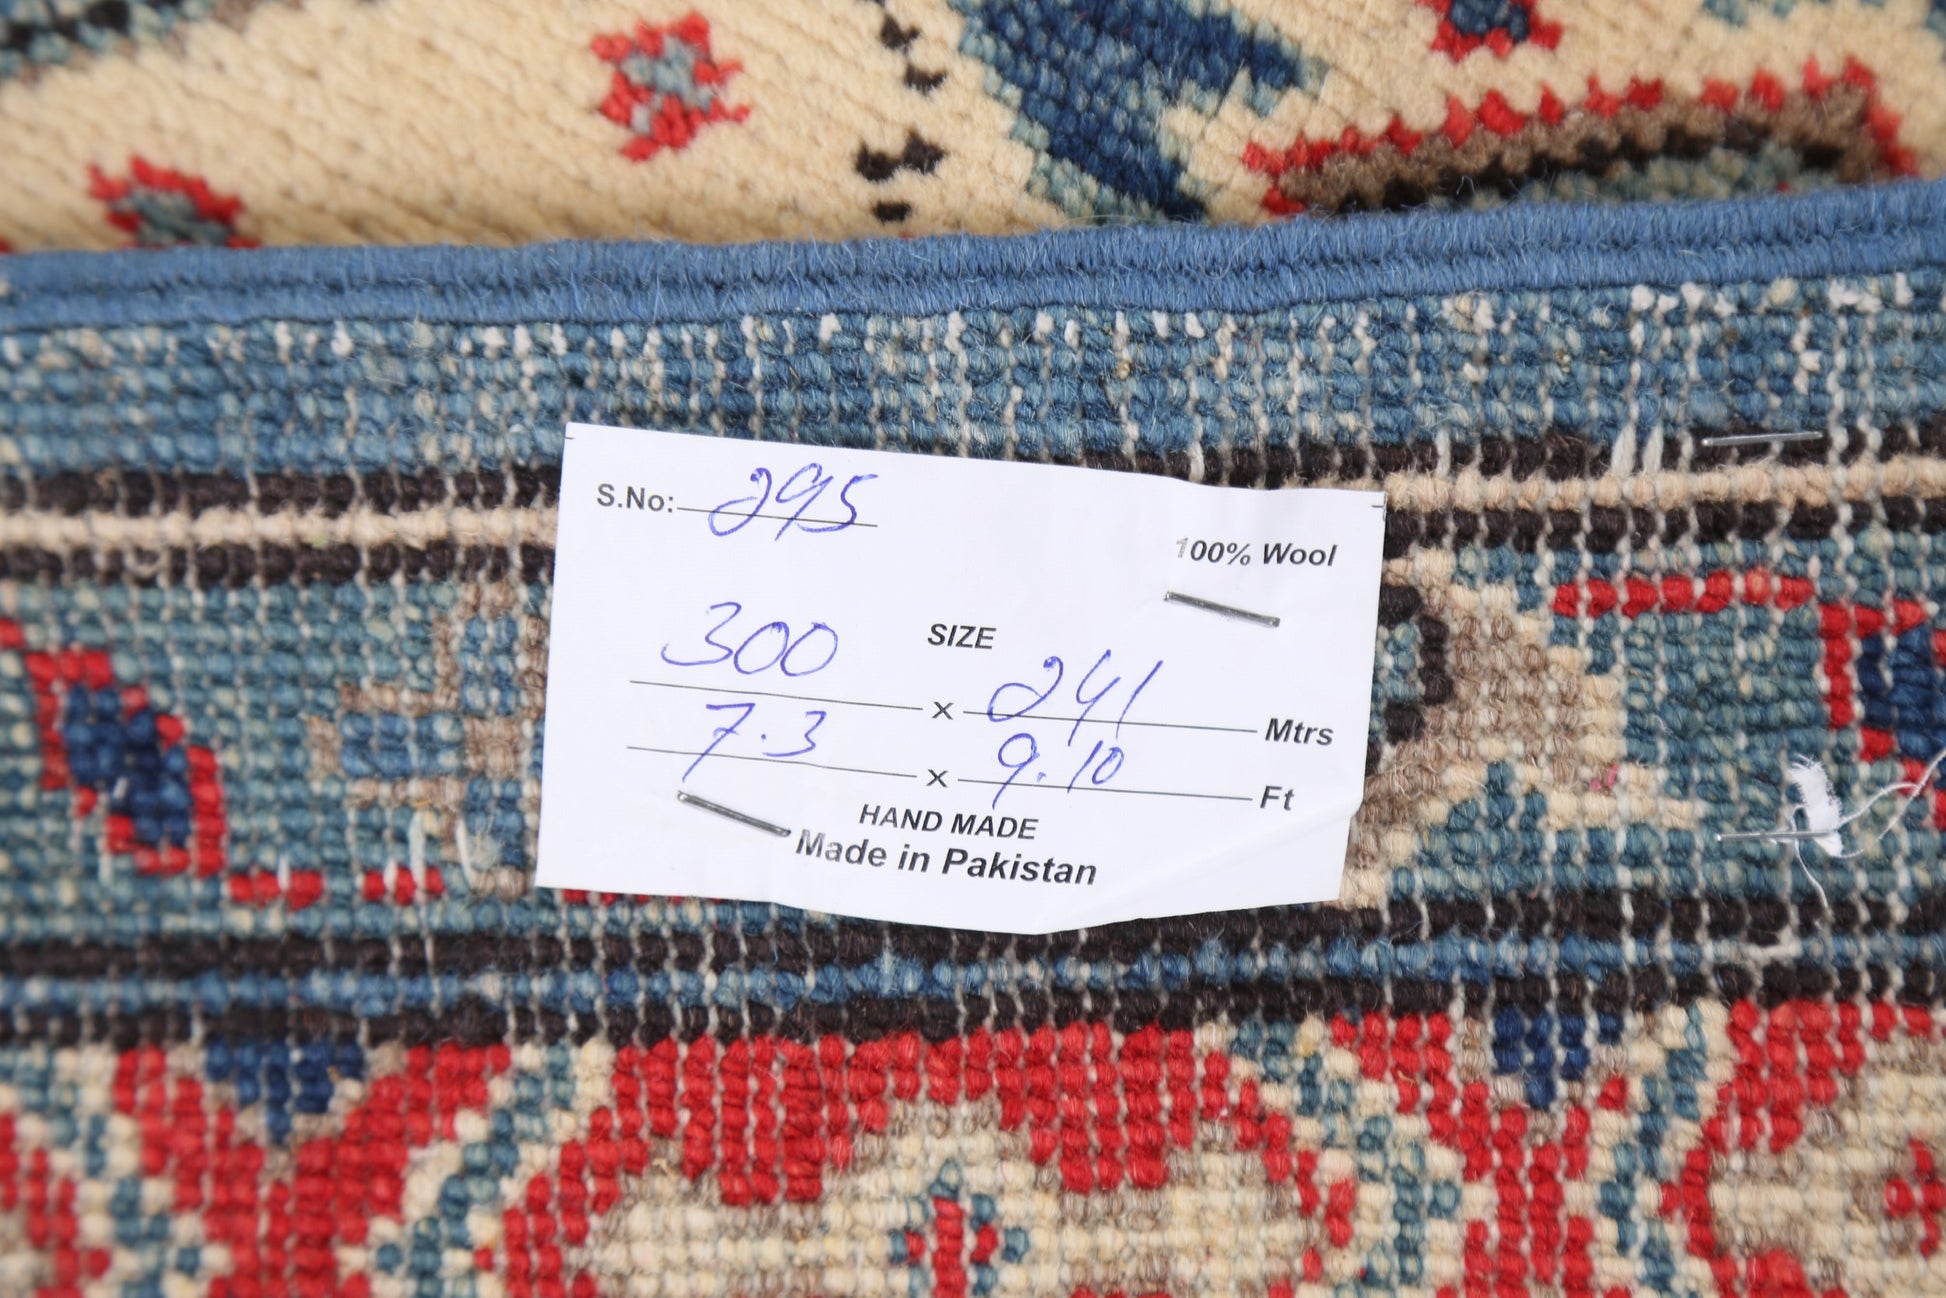 S.No: 295
100% Wool
SIZE
300 x 241 Mtrs
7.3 x 9.10 Ft
HAND MADE
Made in Pakistan